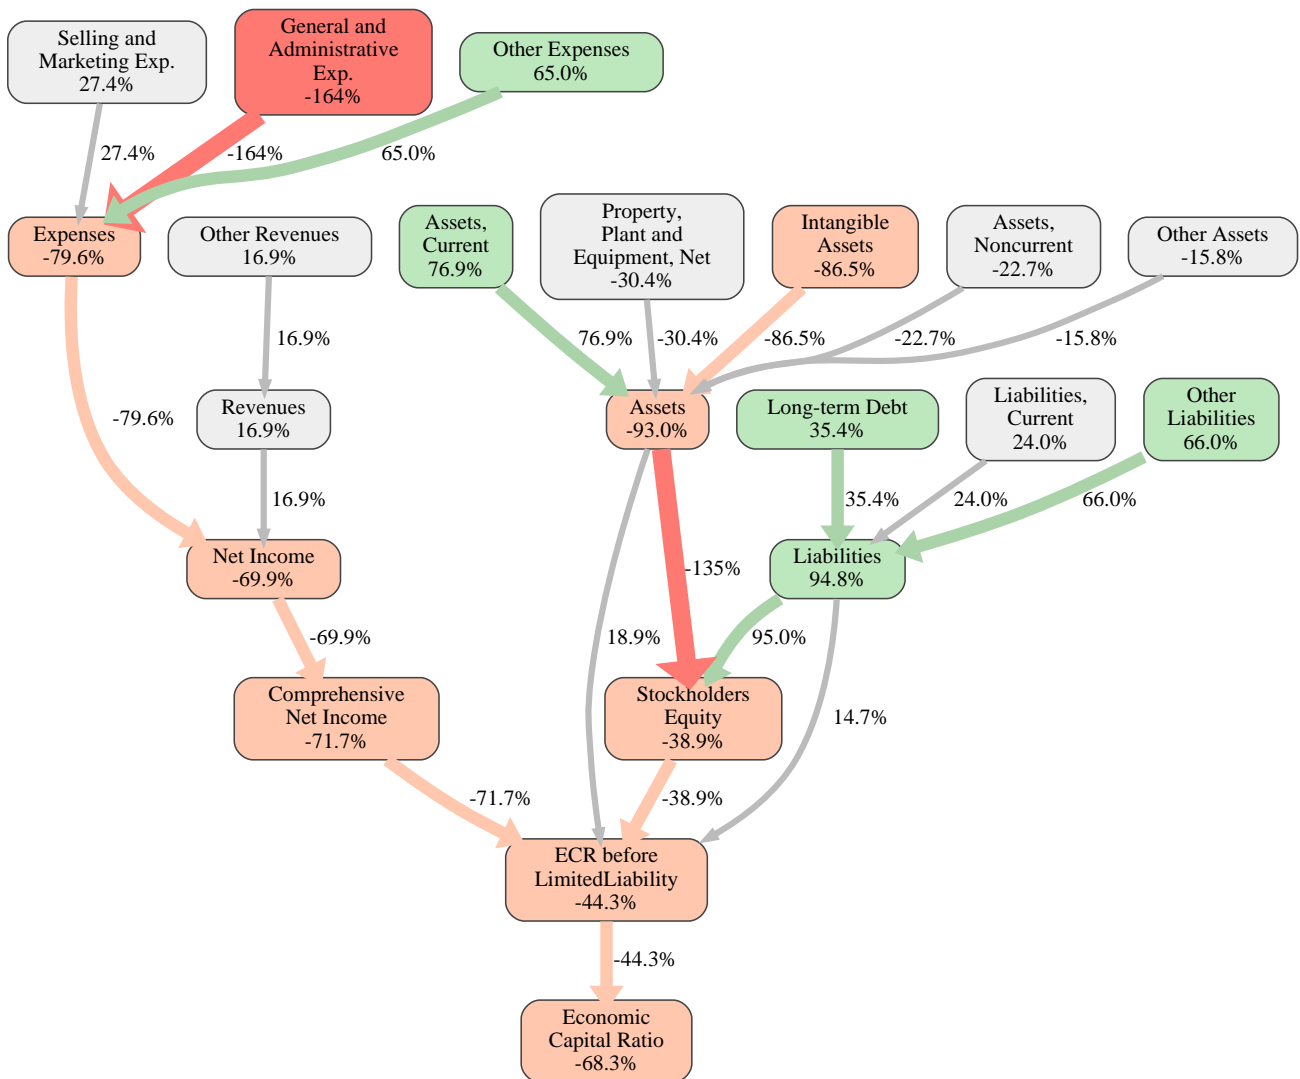 Selling and
Marketing Exp.
27.4%
General and
Administrative
Exp.
-164%
Other Expenses
65.0%
27.4%
-164%
65.0%
Expenses
-79.6%
Other Revenues
16.9%
Assets,
Current
76.9%
Property,
Plant and
Equipment, Net
-30.4%
Intangible
Assets
-86.5%
Assets,
Noncurrent
-22.7%
Other Assets
-15.8%
16.9%
76.9%
-30.4%
-86.5%
-22.7%
-15.8%
-79.6%
Revenues
16.9%
Assets
-93.0%
Long-term Debt
35.4%
Liabilities,
Current
24.0%
Other
Liabilities
66.0%
16.9%
35.4%
24.0%
66.0%
Net Income
-69.9%
-135%
Liabilities
94.8%
-69.9%
18.9%
95.0%
Comprehensive
Net Income
-71.7%
Stockholders
Equity
-38.9%
14.7%
-71.7%
-38.9%
ECR before
LimitedLiability
-44.3%
-44.3%
Economic
Capital Ratio
-68.3%